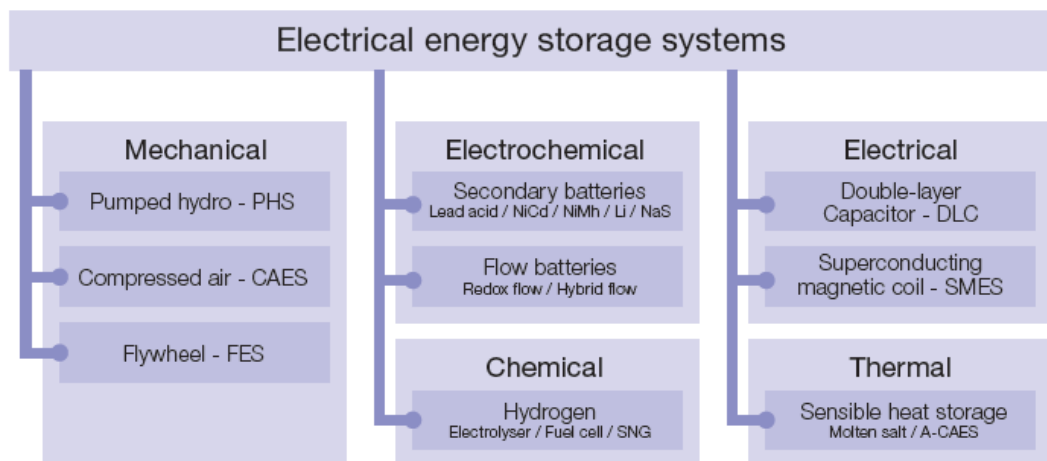 Electrical energy storage systems
Mechanical
Pumped hydro - PHS
Compressed air - CAES
Flywheel - FES
Electrochemical
Secondary batteries
Lead acid / NiCd / NiMh / Li / NaS
Flow batteries
Redox flow / Hybrid flow
Chemical
Hydrogen
Electrolyser / Fuel cell / SNG
Electrical
Double-layer
Capacitor - DLC
Superconducting
magnetic coil - SMES
Thermal
Sensible heat storage
Molten salt / A-CAES